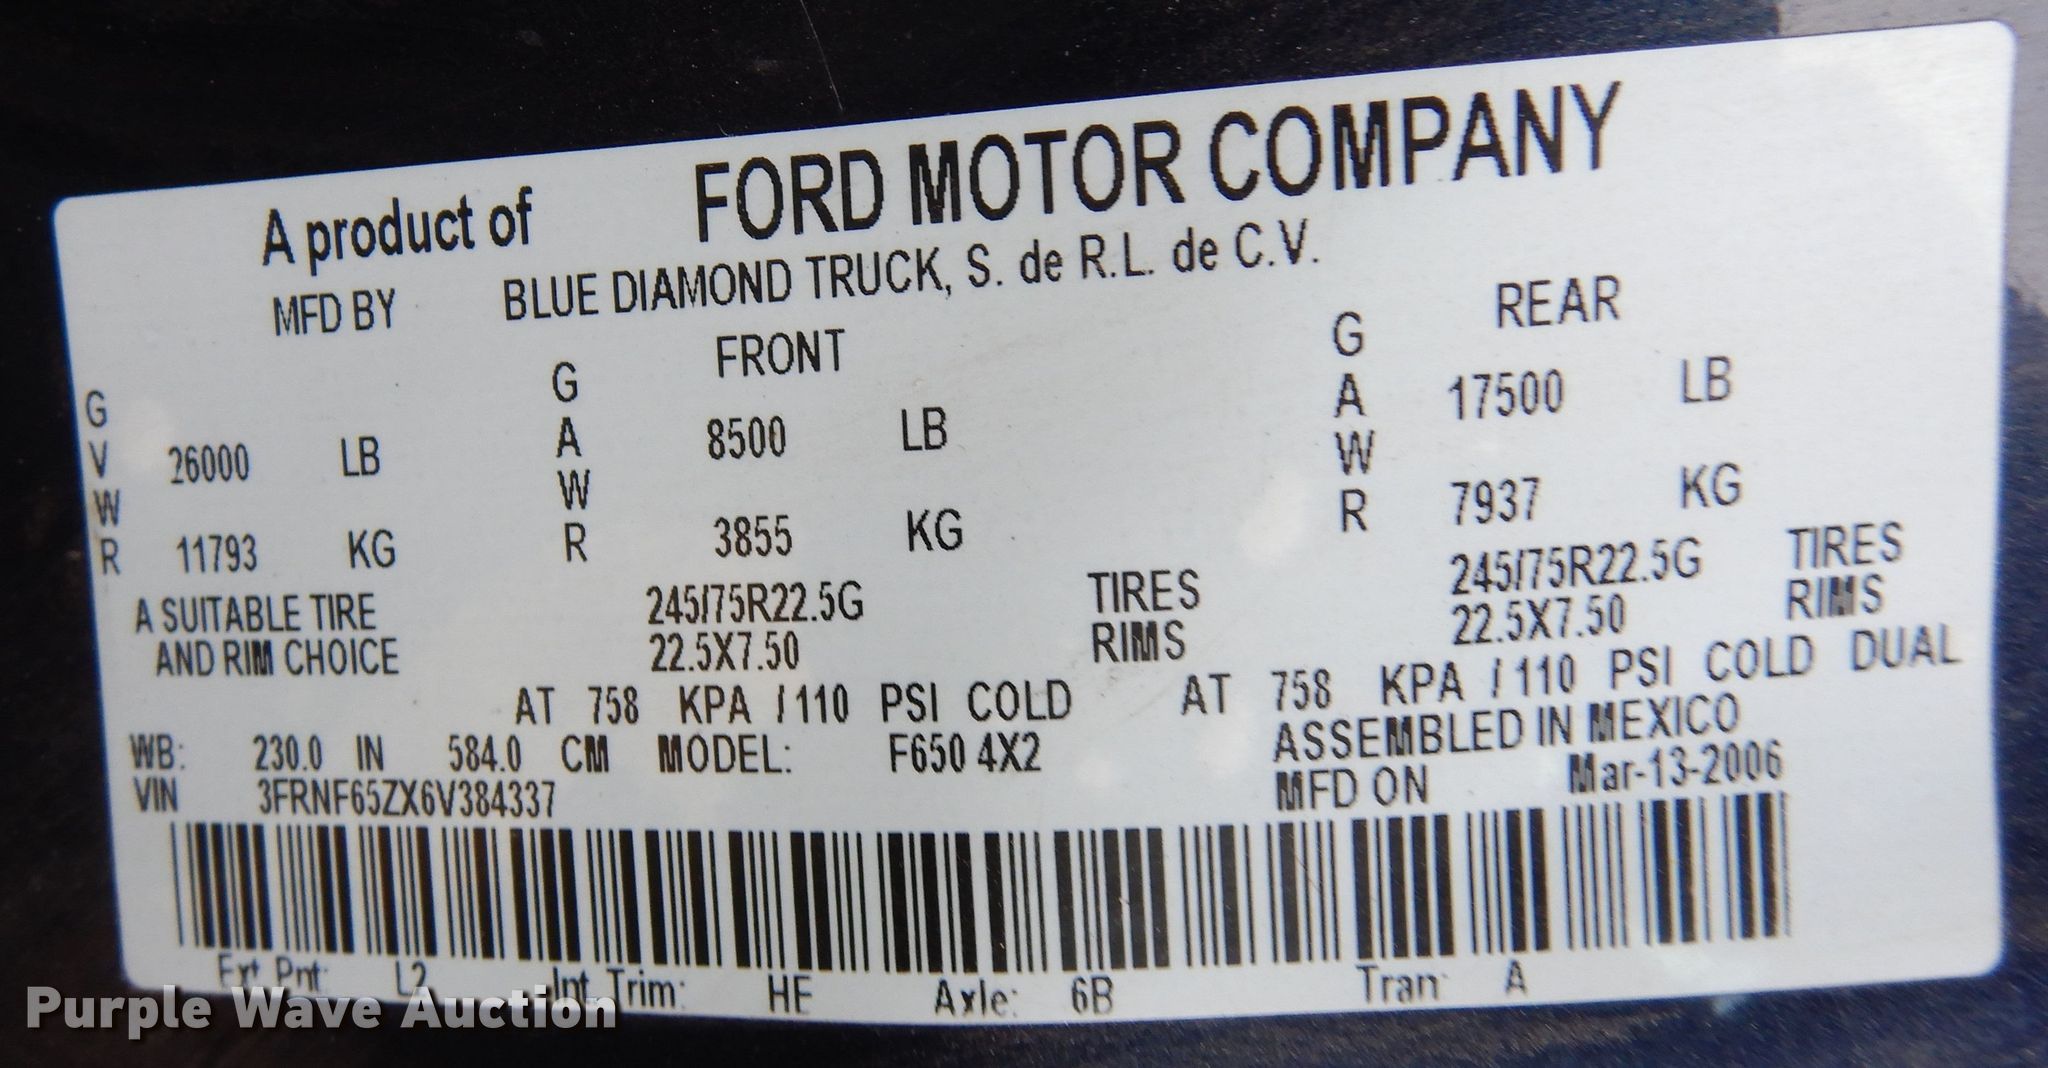 A product of FORD MOTOR COMPANY
MFD BY BLUE DIAMOND TRUCK, S. de R.L. de C.V.
FRONT REAR
GVWR 26000 LB GAWR 8500 LB GAWR 17500 LB
11793 KG 3855 KG 7937 KG
A SUITABLE TIRE 245/75R22.5G TIRES 245/75R22.5G TIRES
AND RIM CHOICE 22.5X7.50 RIMS 22.5X7.50 RIMS
AT 758 KPA / 110 PSI COLD AT 758 KPA / 110 PSI COLD DUAL
WB: 230.0 IN 584.0 CM MODEL: F650 4X2 ASSEMBLED IN MEXICO
VIN 3FRNF65ZX6V384337 MFD ON Mar-13-2006
Ext Pnt: L2 Int Trim: HE Axle: 6B Tran: A
Purple Wave Auction